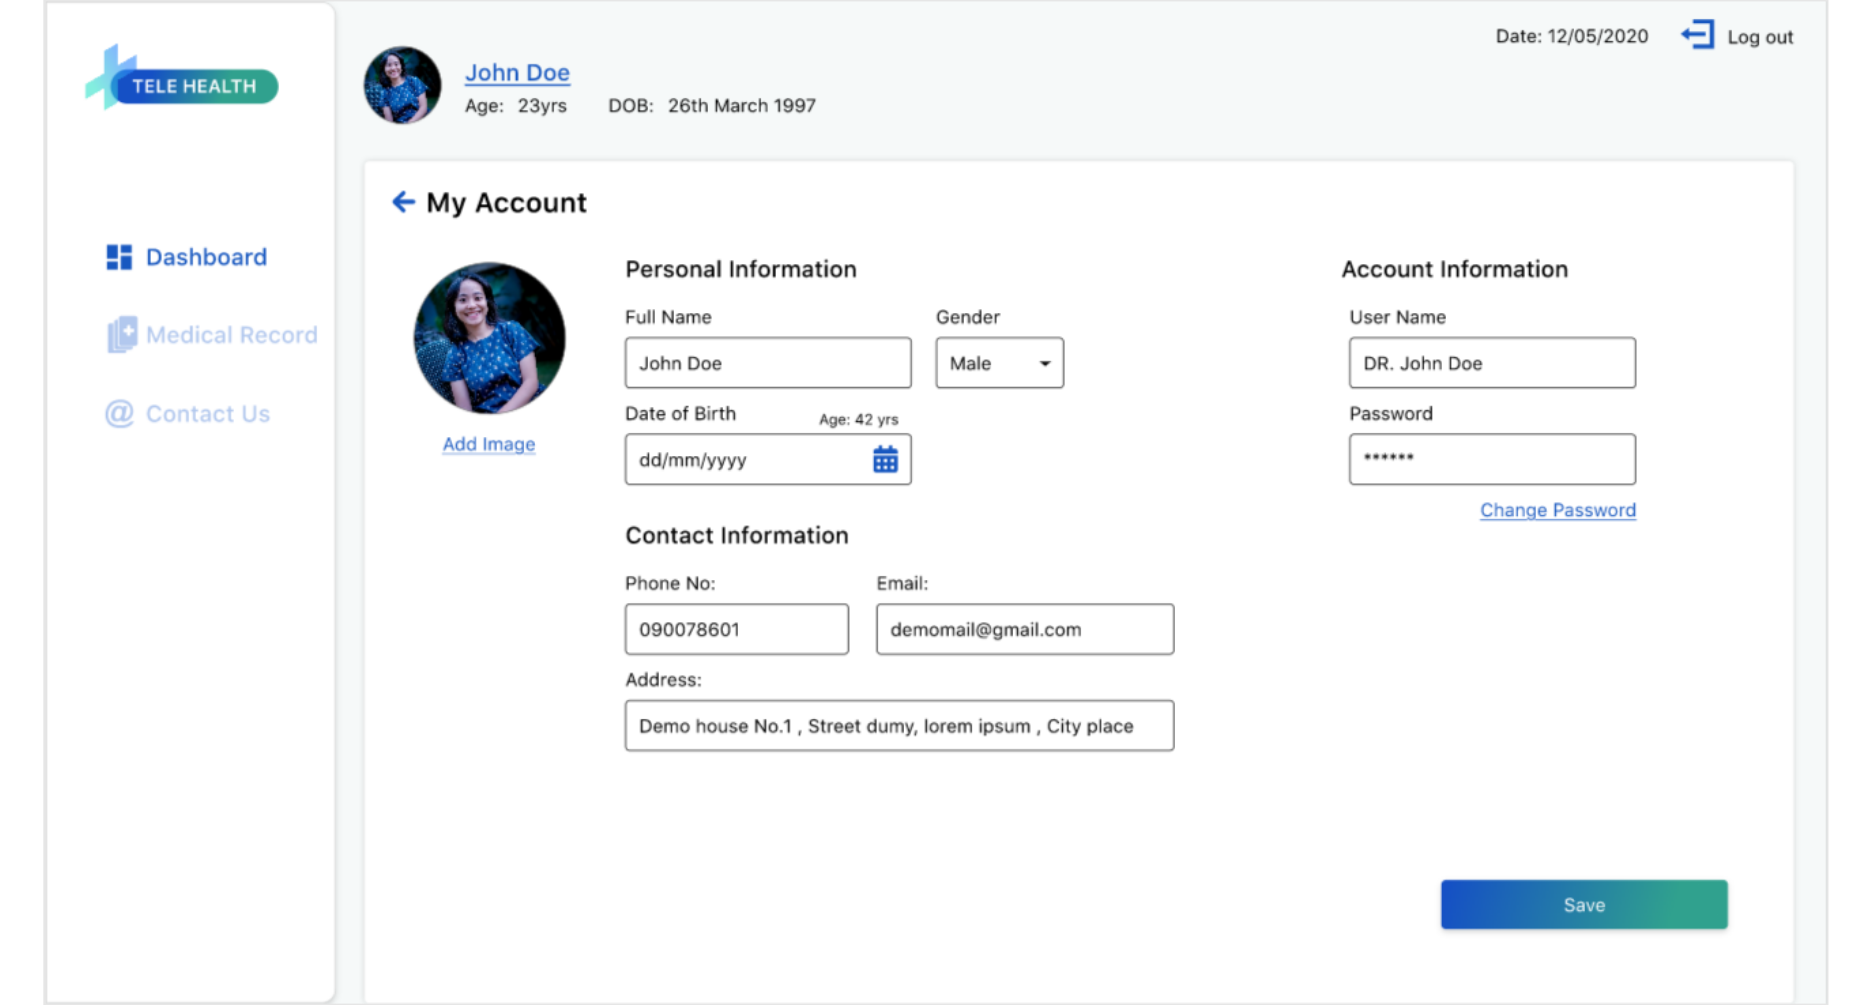 TELE HEALTH
Date: 12/05/2020
Log out
John Doe
Age: 23yrs DOB: 26th March 1997
Dashboard
Medical Record
@ Contact Us
My Account
Add Image
Personal Information
Full Name Gender
John Doe Male
Date of Birth Age: 42 yrs
dd/mm/yyyy
Contact Information
Phone No: Email:
090078601 demomail@gmail.com
Address:
Demo house No.1 , Street dumy, lorem ipsum , City place
Account Information
User Name
DR. John Doe
Password
******
Change Password
Save